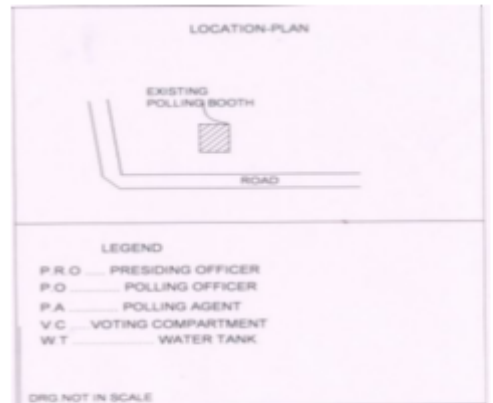 LOCATION-PLAN
EXISTING
POLLING BOOTH
ROAD
LEGEND
P.R.O ..... PRESIDING OFFICER
P.O ............ POLLING OFFICER
P.A ............ POLLING AGENT
V.C .... VOTING COMPARTMENT
W.T .................... WATER TANK
DRG NOT IN SCALE